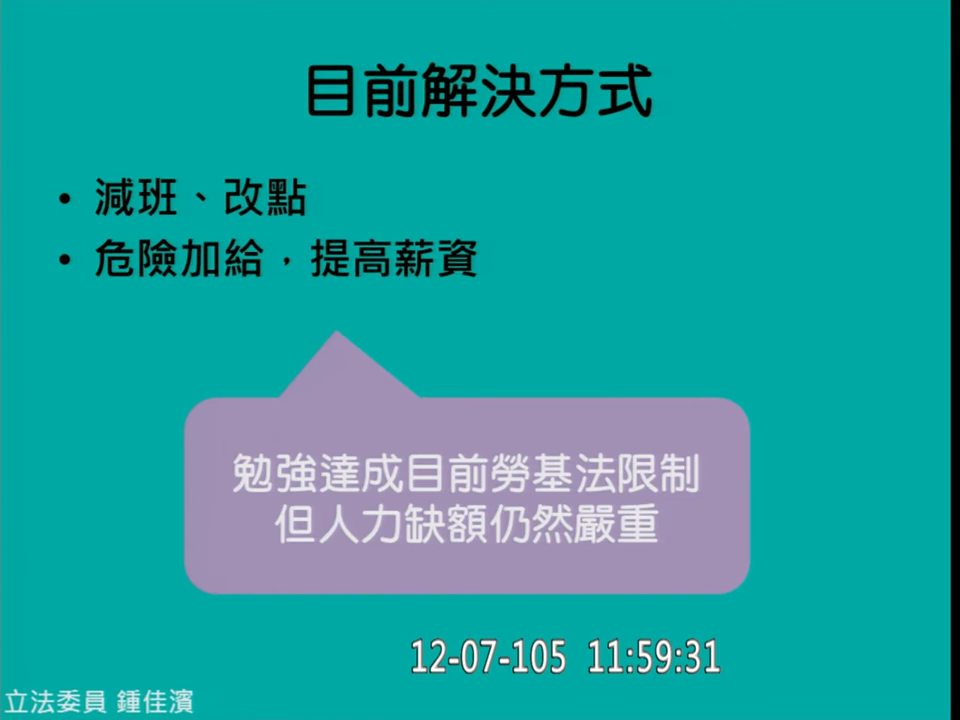 目前解決方式
• 減班、改點
• 危險加給，提高薪資
勉強達成目前勞基法限制
但人力缺額仍然嚴重
12-07-105 11:59:31
立法委員 鍾佳濱